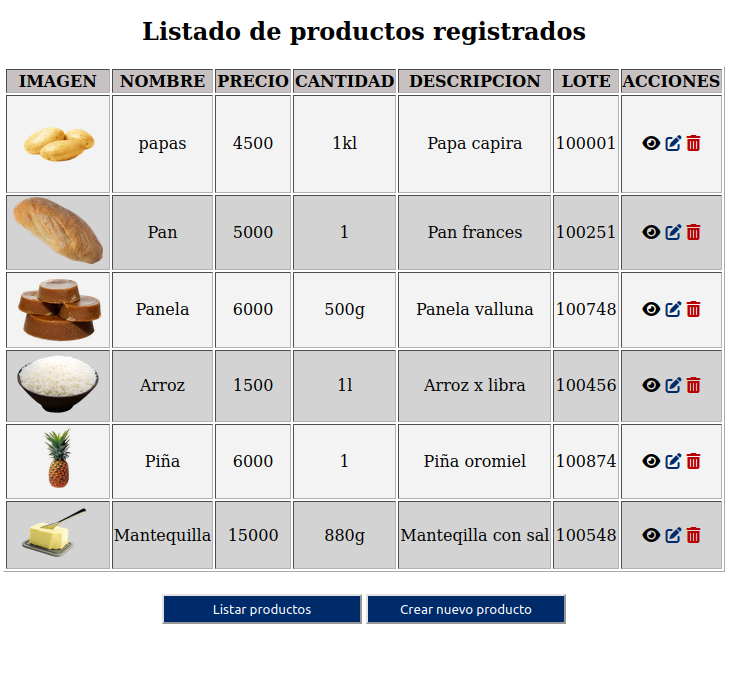 Listado de productos registrados
IMAGEN NOMBRE PRECIO CANTIDAD DESCRIPCION LOTE ACCIONES
papas 4500 1kl Papa capira 100001
Pan 5000 1 Pan frances 100251
Panela 6000 500g Panela valluna 100748
Arroz 1500 1l Arroz x libra 100456
Piña 6000 1 Piña oromiel 100874
Mantequilla 15000 880g Manteqilla con sal 100548
Listar productos Crear nuevo producto